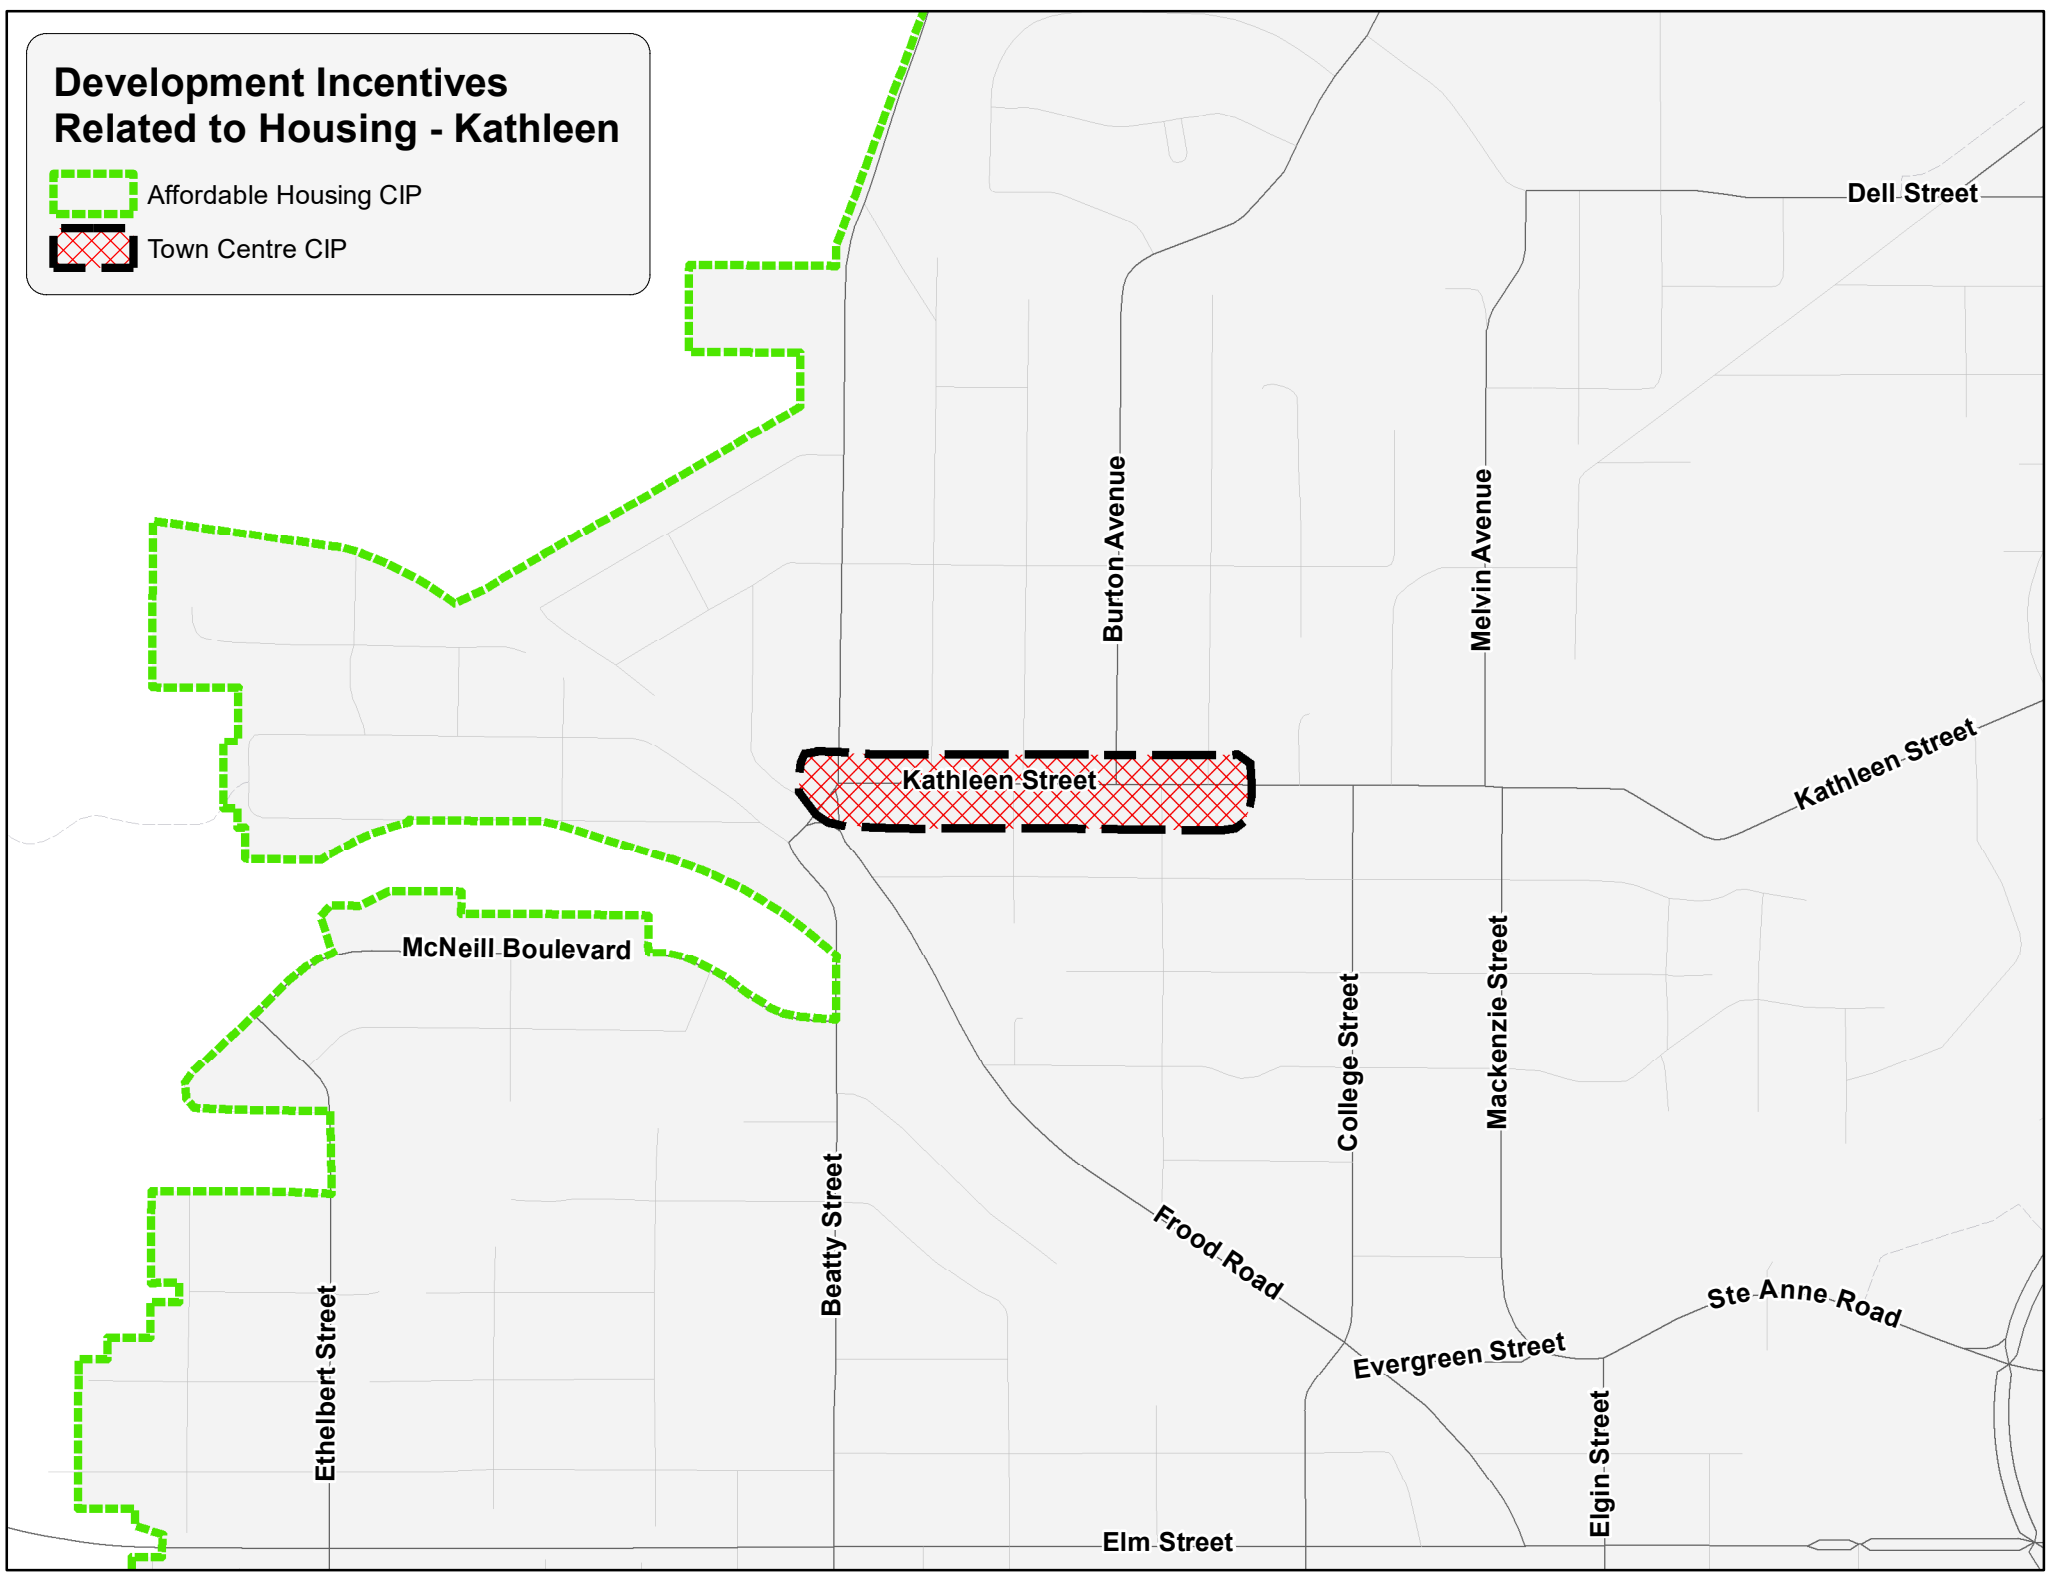 Development Incentives
Related to Housing - Kathleen
Affordable Housing CIP
Town Centre CIP
Dell Street
Burton Avenue
Melvin Avenue
Kathleen Street
Kathleen Street
McNeill Boulevard
College Street
Mackenzie Street
Beatty Street
Frood Road
Ethelbert Street
Ste Anne Road
Evergreen Street
Elgin Street
Elm Street